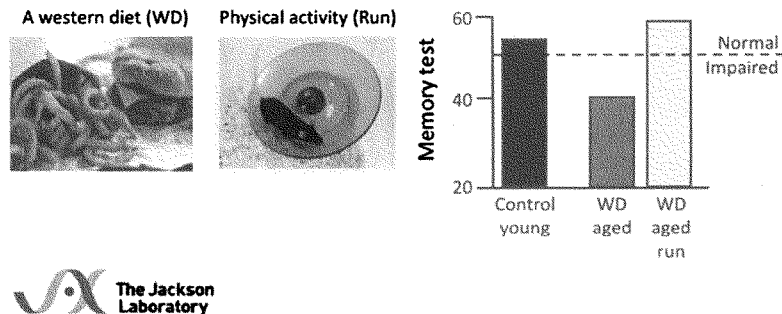 A western diet (WD)
Physical activity (Run)
Memory test
60
40
20
Normal
Impaired
Control
young
WD
aged
WD
aged
run
The Jackson
Laboratory